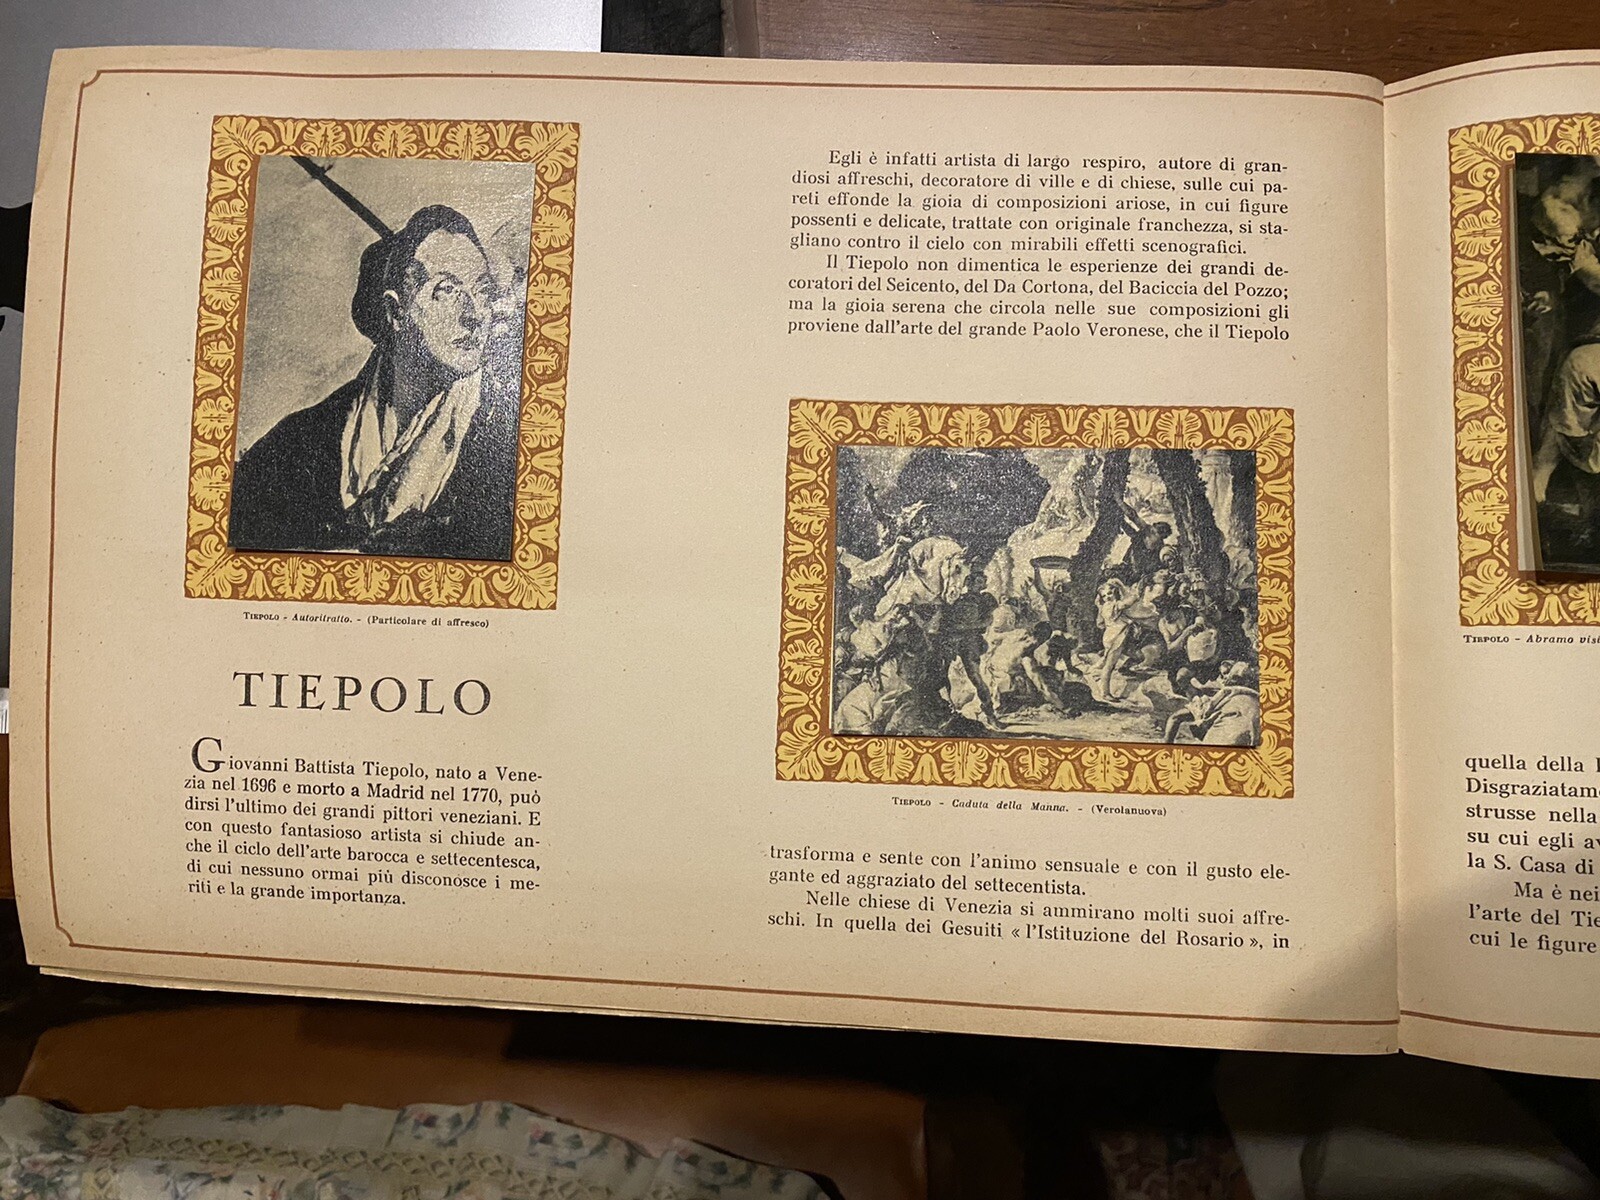 TIEPOLO - Autoritratto. - (Particolare di affresco)
TIEPOLO
Giovanni Battista Tiepolo, nato a Vene-
zia nel 1696 e morto a Madrid nel 1770, può
dirsi l'ultimo dei grandi pittori veneziani. E
con questo fantasioso artista si chiude an-
che il ciclo dell'arte barocca e settecentesca,
di cui nessuno ormai più disconosce i me-
riti e la grande importanza.
Egli è infatti artista di largo respiro, autore di gran-
diosi affreschi, decoratore di ville e di chiese, sulle cui pa-
reti effonde la gioia di composizioni ariose, in cui figure
possenti e delicate, trattate con originale franchezza, si sta-
gliano contro il cielo con mirabili effetti scenografici.
Il Tiepolo non dimentica le esperienze dei grandi de-
coratori del Seicento, del Da Cortona, del Baciccia del Pozzo;
ma la gioia serena che circola nelle sue composizioni gli
proviene dall'arte del grande Paolo Veronese, che il Tiepolo
TIEPOLO - Caduta della Manna. - (Verolanuova)
trasforma e sente con l'animo sensuale e con il gusto ele-
gante ed aggraziato del settecentista.
Nelle chiese di Venezia si ammirano molti suoi affre-
schi. In quella dei Gesuiti « l'Istituzione del Rosario », in
TIEPOLO - Abramo visi
quella della
Disgraziatam
strusse nella
su cui egli av
la S. Casa di
Ma è nei
l'arte del Tie
cui le figure